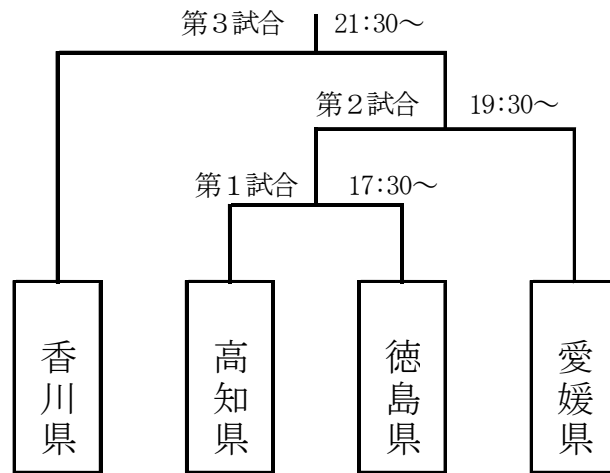 第３試合 21:30～
第２試合 19:30～
第１試合 17:30～
香川県
高知県
徳島県
愛媛県